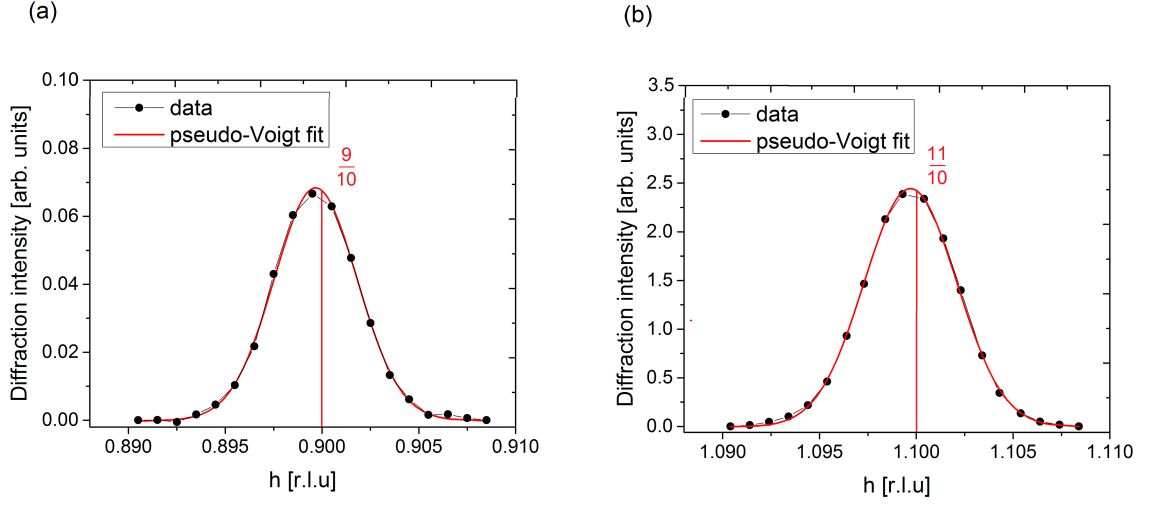 (a)
Diffraction intensity [arb. units]
0.10
0.08
0.06
0.04
0.02
0.00
data
pseudo-Voigt fit
9
10
0.890
0.895
0.900
0.905
0.910
h [r.l.u]
(b)
Diffraction intensity [arb. units]
3.5
3.0
2.5
2.0
1.5
1.0
0.5
0.0
data
pseudo-Voigt fit
11
10
1.090
1.095
1.100
1.105
1.110
h [r.l.u]